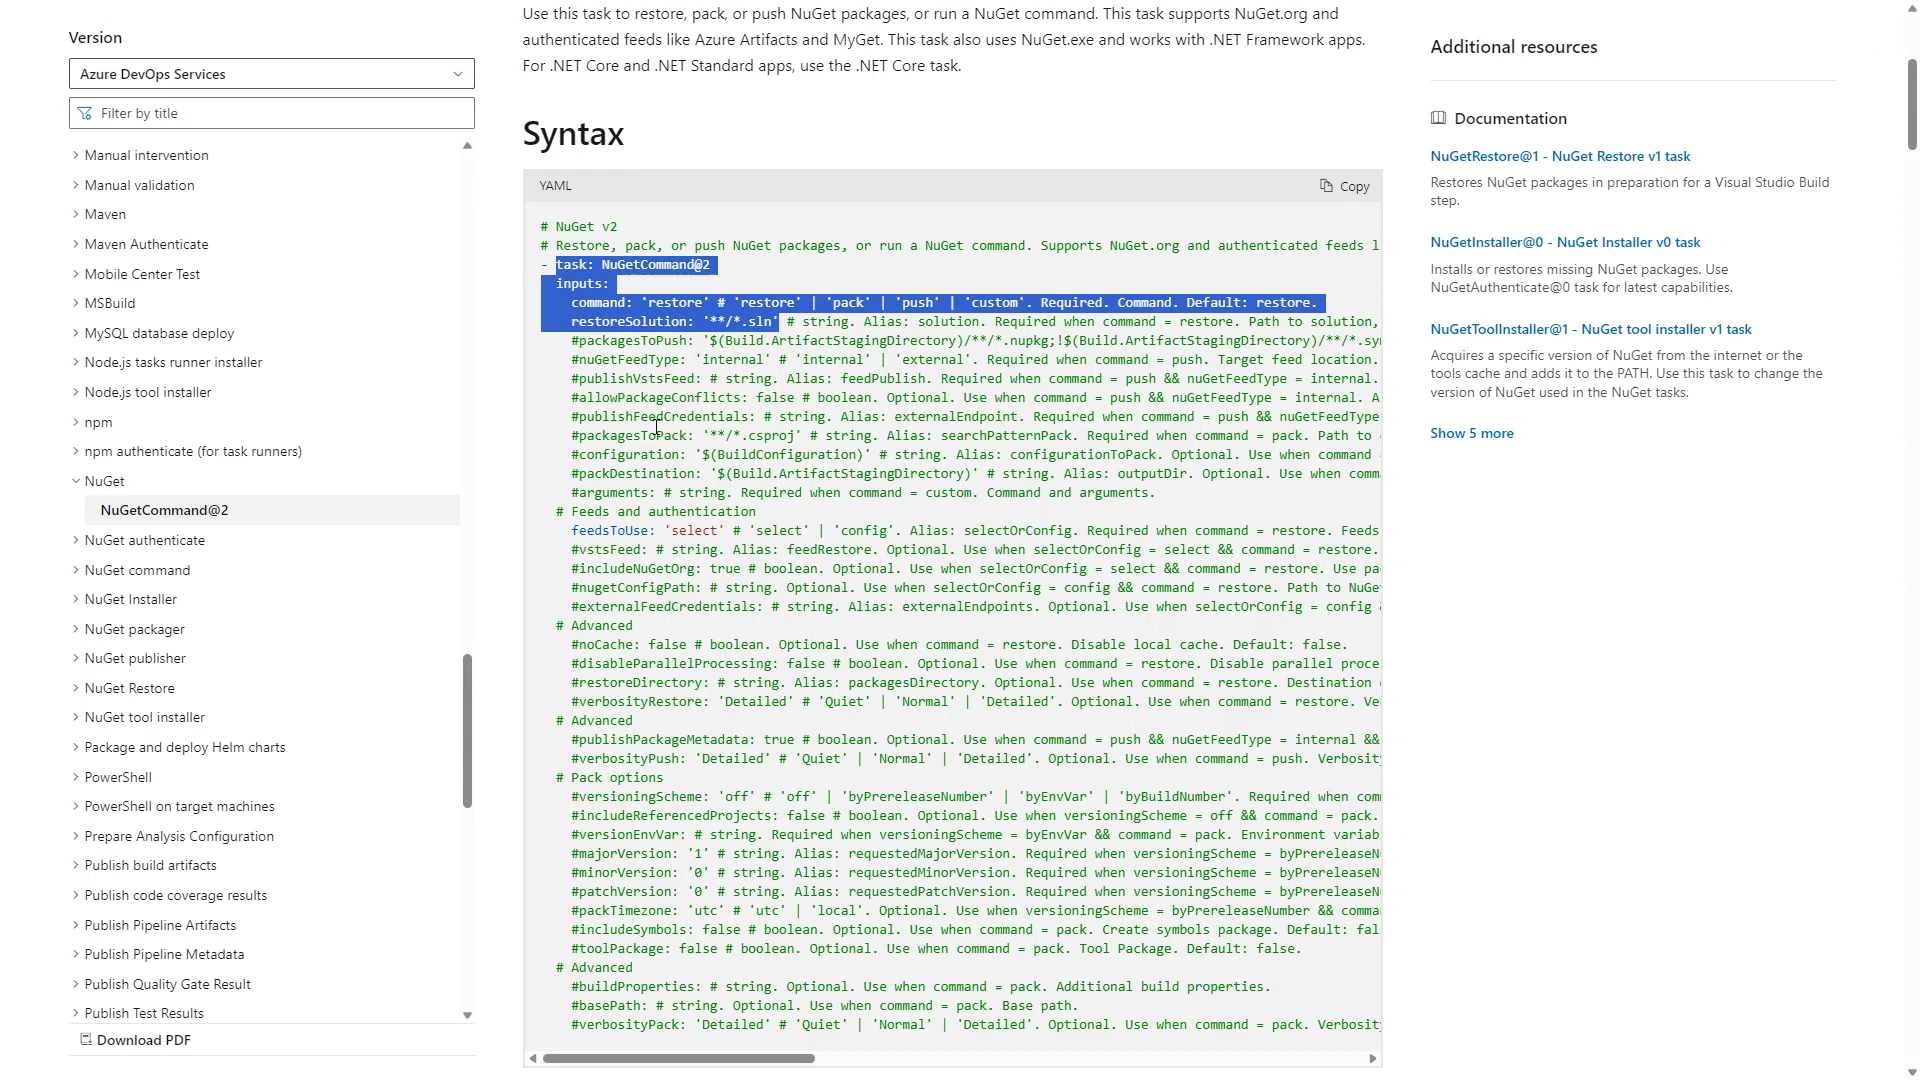 Version
Azure DevOps Services
Filter by title
Manual intervention
Manual validation
Maven
Maven Authenticate
Mobile Center Test
MSBuild
MySQL database deploy
Node.js tasks runner installer
Node.js tool installer
npm
npm authenticate (for task runners)
NuGet
NuGetCommand@2
NuGet authenticate
NuGet command
NuGet Installer
NuGet packager
NuGet publisher
NuGet Restore
NuGet tool installer
Package and deploy Helm charts
PowerShell
PowerShell on target machines
Prepare Analysis Configuration
Publish build artifacts
Publish code coverage results
Publish Pipeline Artifacts
Publish Pipeline Metadata
Publish Quality Gate Result
Publish Test Results
Download PDF
Use this task to restore, pack, or push NuGet packages, or run a NuGet command. This task supports NuGet.org and
authenticated feeds like Azure Artifacts and MyGet. This task also uses NuGet.exe and works with .NET Framework apps.
For .NET Core and .NET Standard apps, use the .NET Core task.
Syntax
YAML
Copy
# NuGet v2
# Restore, pack, or push NuGet packages, or run a NuGet command. Supports NuGet.org and authenticated feeds l
- task: NuGetCommand@2
inputs:
command: 'restore' # 'restore' | 'pack' | 'push' | 'custom'. Required. Command. Default: restore.
restoreSolution: '**/*.sln' # string. Alias: solution. Required when command = restore. Path to solution,
#packagesToPush: '$(Build.ArtifactStagingDirectory)/**/*.nupkg;!$(Build.ArtifactStagingDirectory)/**/*.sy
#nuGetFeedType: 'internal' # 'internal' | 'external'. Required when command = push. Target feed location.
#publishVstsFeed: # string. Alias: feedPublish. Required when command = push && nuGetFeedType = internal.
#allowPackageConflicts: false # boolean. Optional. Use when command = push && nuGetFeedType = internal. A
#publishFeedCredentials: # string. Alias: externalEndpoint. Required when command = push && nuGetFeedType
#packagesToPack: '**/*.csproj' # string. Alias: searchPatternPack. Required when command = pack. Path to
#configuration: '$(BuildConfiguration)' # string. Alias: configurationToPack. Optional. Use when command
#packDestination: '$(Build.ArtifactStagingDirectory)' # string. Alias: outputDir. Optional. Use when comm
#arguments: # string. Required when command = custom. Command and arguments.
# Feeds and authentication
feedsToUse: 'select' # 'select' | 'config'. Alias: selectOrConfig. Required when command = restore. Feeds
#vstsFeed: # string. Alias: feedRestore. Optional. Use when selectOrConfig = select && command = restore.
#includeNuGetOrg: true # boolean. Optional. Use when selectOrConfig = select && command = restore. Use pa
#nugetConfigPath: # string. Optional. Use when selectOrConfig = config && command = restore. Path to NuGe
#externalFeedCredentials: # string. Alias: externalEndpoints. Optional. Use when selectOrConfig = config
# Advanced
#noCache: false # boolean. Optional. Use when command = restore. Disable local cache. Default: false.
#disableParallelProcessing: false # boolean. Optional. Use when command = restore. Disable parallel proce
#restoreDirectory: # string. Alias: packagesDirectory. Optional. Use when command = restore. Destination
#verbosityRestore: 'Detailed' # 'Quiet' | 'Normal' | 'Detailed'. Optional. Use when command = restore. Ve
# Advanced
#publishPackageMetadata: true # boolean. Optional. Use when command = push && nuGetFeedType = internal &&
#verbosityPush: 'Detailed' # 'Quiet' | 'Normal' | 'Detailed'. Optional. Use when command = push. Verbosit
# Pack options
#versioningScheme: 'off' # 'off' | 'byPrereleaseNumber' | 'byEnvVar' | 'byBuildNumber'. Required when com
#includeReferencedProjects: false # boolean. Optional. Use when versioningScheme = off && command = pack.
#versionEnvVar: # string. Required when versioningScheme = byEnvVar && command = pack. Environment variab
#majorVersion: '1' # string. Alias: requestedMajorVersion. Required when versioningScheme = byPrereleaseN
#minorVersion: '0' # string. Alias: requestedMinorVersion. Required when versioningScheme = byPrereleaseN
#patchVersion: '0' # string. Alias: requestedPatchVersion. Required when versioningScheme = byPrereleaseN
#packTimezone: 'utc' # 'utc' | 'local'. Optional. Use when versioningScheme = byPrereleaseNumber && comma
#includeSymbols: false # boolean. Optional. Use when command = pack. Create symbols package. Default: fal
#toolPackage: false # boolean. Optional. Use when command = pack. Tool Package. Default: false.
# Advanced
#buildProperties: # string. Optional. Use when command = pack. Additional build properties.
#basePath: # string. Optional. Use when command = pack. Base path.
#verbosityPack: 'Detailed' # 'Quiet' | 'Normal' | 'Detailed'. Optional. Use when command = pack. Verbosity
Additional resources
Documentation
NuGetRestore@1 - NuGet Restore v1 task
Restores NuGet packages in preparation for a Visual Studio Build
step.
NuGetInstaller@0 - NuGet Installer v0 task
Installs or restores missing NuGet packages. Use
NuGetAuthenticate@0 task for latest capabilities.
NuGetToolInstaller@1 - NuGet tool installer v1 task
Acquires a specific version of NuGet from the internet or the
tools cache and adds it to the PATH. Use this task to change the
version of NuGet used in the NuGet tasks.
Show 5 more